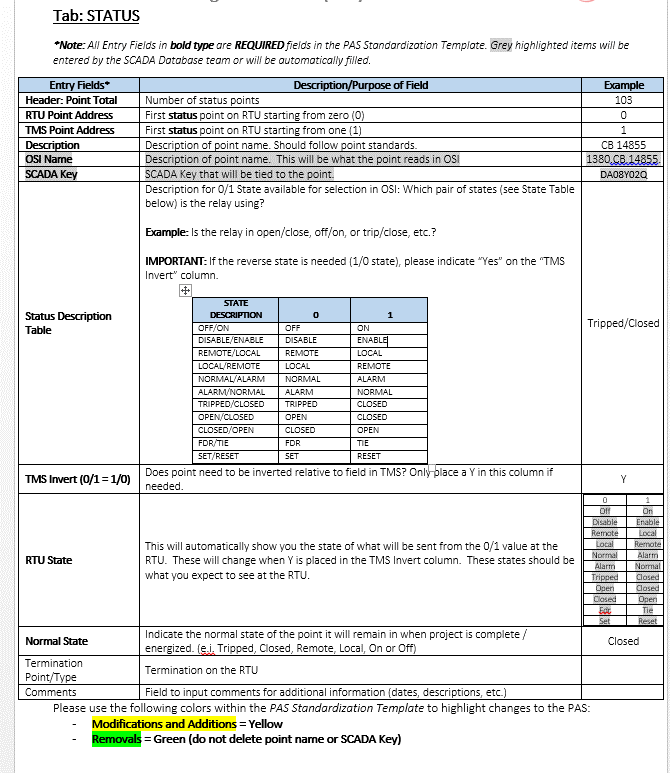 Tab: STATUS
*Note: All Entry Fields in bold type are REQUIRED fields in the PAS Standardization Template. Grey highlighted items will be
entered by the SCADA Database team or will be automatically filled.
Entry Fields* Description/Purpose of Field Example
Header: Point Total Number of status points 103
RTU Point Address First status point on RTU starting from zero (0) 0
TMS Point Address First status point on RTU starting from one (1) 1
Description Description of point name. Should follow point standards. CB 14855
OSI Name Description of point name. This will be what the point reads in OSI 1380,CB.14855
SCADA Key SCADA Key that will be tied to the point. DA08Y02Q
Description for 0/1 State available for selection in OSI: Which pair of states (see State Table
below) is the relay using?
Example: Is the relay in open/close, off/on, or trip/close, etc.?
IMPORTANT: If the reverse state is needed (1/0 state), please indicate "Yes" on the "TMS
Invert" column.
Status Description
Table
STATE
DESCRIPTION 0 1
OFF/ON OFF ON
DISABLE/ENABLE DISABLE ENABLE
REMOTE/LOCAL REMOTE LOCAL
LOCAL/REMOTE LOCAL REMOTE
NORMAL/ALARM NORMAL ALARM
ALARM/NORMAL ALARM NORMAL
TRIPPED/CLOSED TRIPPED CLOSED
OPEN/CLOSED OPEN CLOSED
CLOSED/OPEN CLOSED OPEN
FDR/TIE FDR TIE
SET/RESET SET RESET
Tripped/Closed
TMS Invert (0/1 = 1/0) Does point need to be inverted relative to field in TMS? Only place a Y in this column if
needed. Y
RTU State
This will automatically show you the state of what will be sent from the 0/1 value at the
RTU. These will change when Y is placed in the TMS Invert column. These states should be
what you expect to see at the RTU.
0 1
Off On
Disable Enable
Remote Local
Local Remote
Normal Alarm
Alarm Normal
Tripped Closed
Open Closed
Closed Open
Fdr Tie
Set Reset
Normal State Indicate the normal state of the point it will remain in when project is complete /
energized. (e.i. Tripped, Closed, Remote, Local, On or Off) Closed
Termination
Point/Type Termination on the RTU
Comments Field to input comments for additional information (dates, descriptions, etc.)
Please use the following colors within the PAS Standardization Template to highlight changes to the PAS:
- Modifications and Additions = Yellow
- Removals = Green (do not delete point name or SCADA Key)